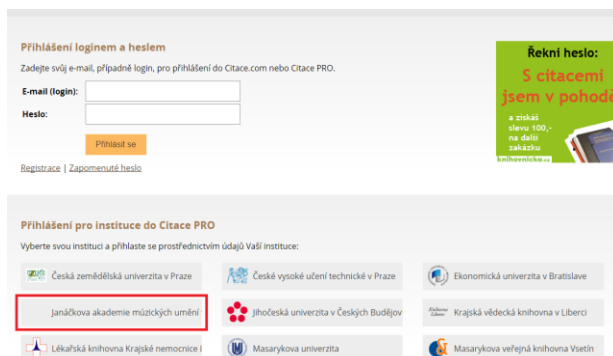 Přihlášení loginem a heslem
Zadejte svůj e-mail, případně login, pro přihlášení do Citace.com nebo Citace PRO.
E-mail (login):
Heslo:
Přihlásit se
Registrace | Zapomenuté heslo
Řekni heslo:
S citacemi
jsem v pohodě
a získáš
slevu 100,-
na další
zakázku
knihovnicka.cz
Přihlášení pro instituce do Citace PRO
Vyberte svou instituci a přihlaste se prostřednictvím údajů Vaší instituce:
Česká zemědělská univerzita v Praze
České vysoké učení technické v Praze
Ekonomická univerzita v Bratislave
Janáčkova akademie múzických umění
Jihočeská univerzita v Českých Budějov
Krajská vědecká knihovna v Liberci
Lékařská knihovna Krajské nemocnice
Masarykova univerzita
Masarykova veřejná knihovna Vsetín